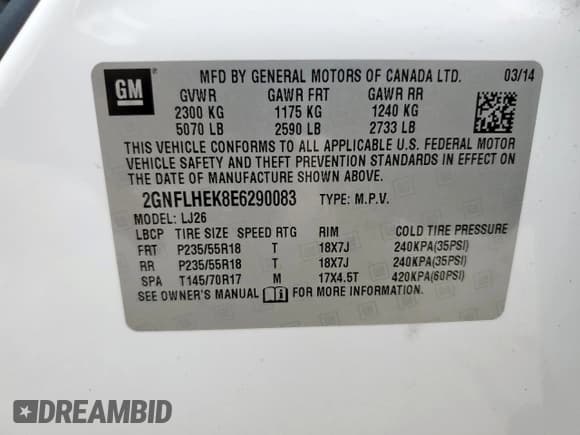 GM
MFD BY GENERAL MOTORS OF CANADA LTD. 03/14
GVWR GAWR FRT GAWR RR
2300 KG 1175 KG 1240 KG
5070 LB 2590 LB 2733 LB
THIS VEHICLE CONFORMS TO ALL APPLICABLE U.S. FEDERAL MOTOR
VEHICLE SAFETY AND THEFT PREVENTION STANDARDS IN EFFECT ON
THE DATE OF MANUFACTURE SHOWN ABOVE.
2GNFLHEK8E6290083 TYPE: M.P.V.
MODEL: LJ26
LBCP TIRE SIZE SPEED RTG RIM COLD TIRE PRESSURE
FRT P235/55R18 T 18X7J 240KPA(35PSI)
RR P235/55R18 T 18X7J 240KPA(35PSI)
SPA T145/70R17 M 17X4.5T 420KPA(60PSI)
SEE OWNER'S MANUAL FOR MORE INFORMATION.
DREAMBID